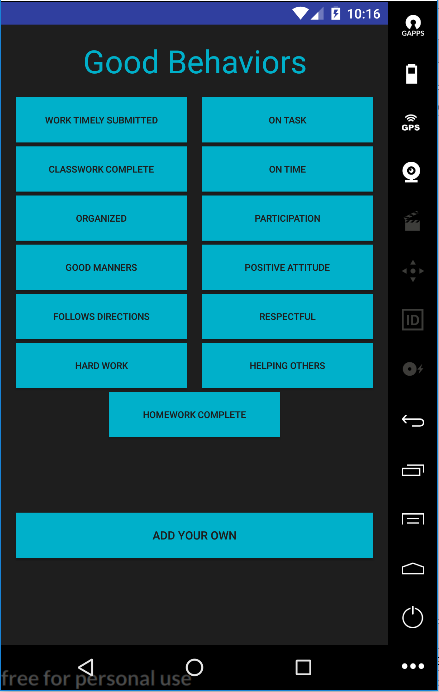 10:16
GAPPS
Good Behaviors
WORK TIMELY SUBMITTED
ON TASK
CLASSWORK COMPLETE
ON TIME
ORGANIZED
PARTICIPATION
GOOD MANNERS
POSITIVE ATTITUDE
FOLLOWS DIRECTIONS
RESPECTFUL
HARD WORK
HELPING OTHERS
HOMEWORK COMPLETE
ADD YOUR OWN
GPS
ID
free for personal use